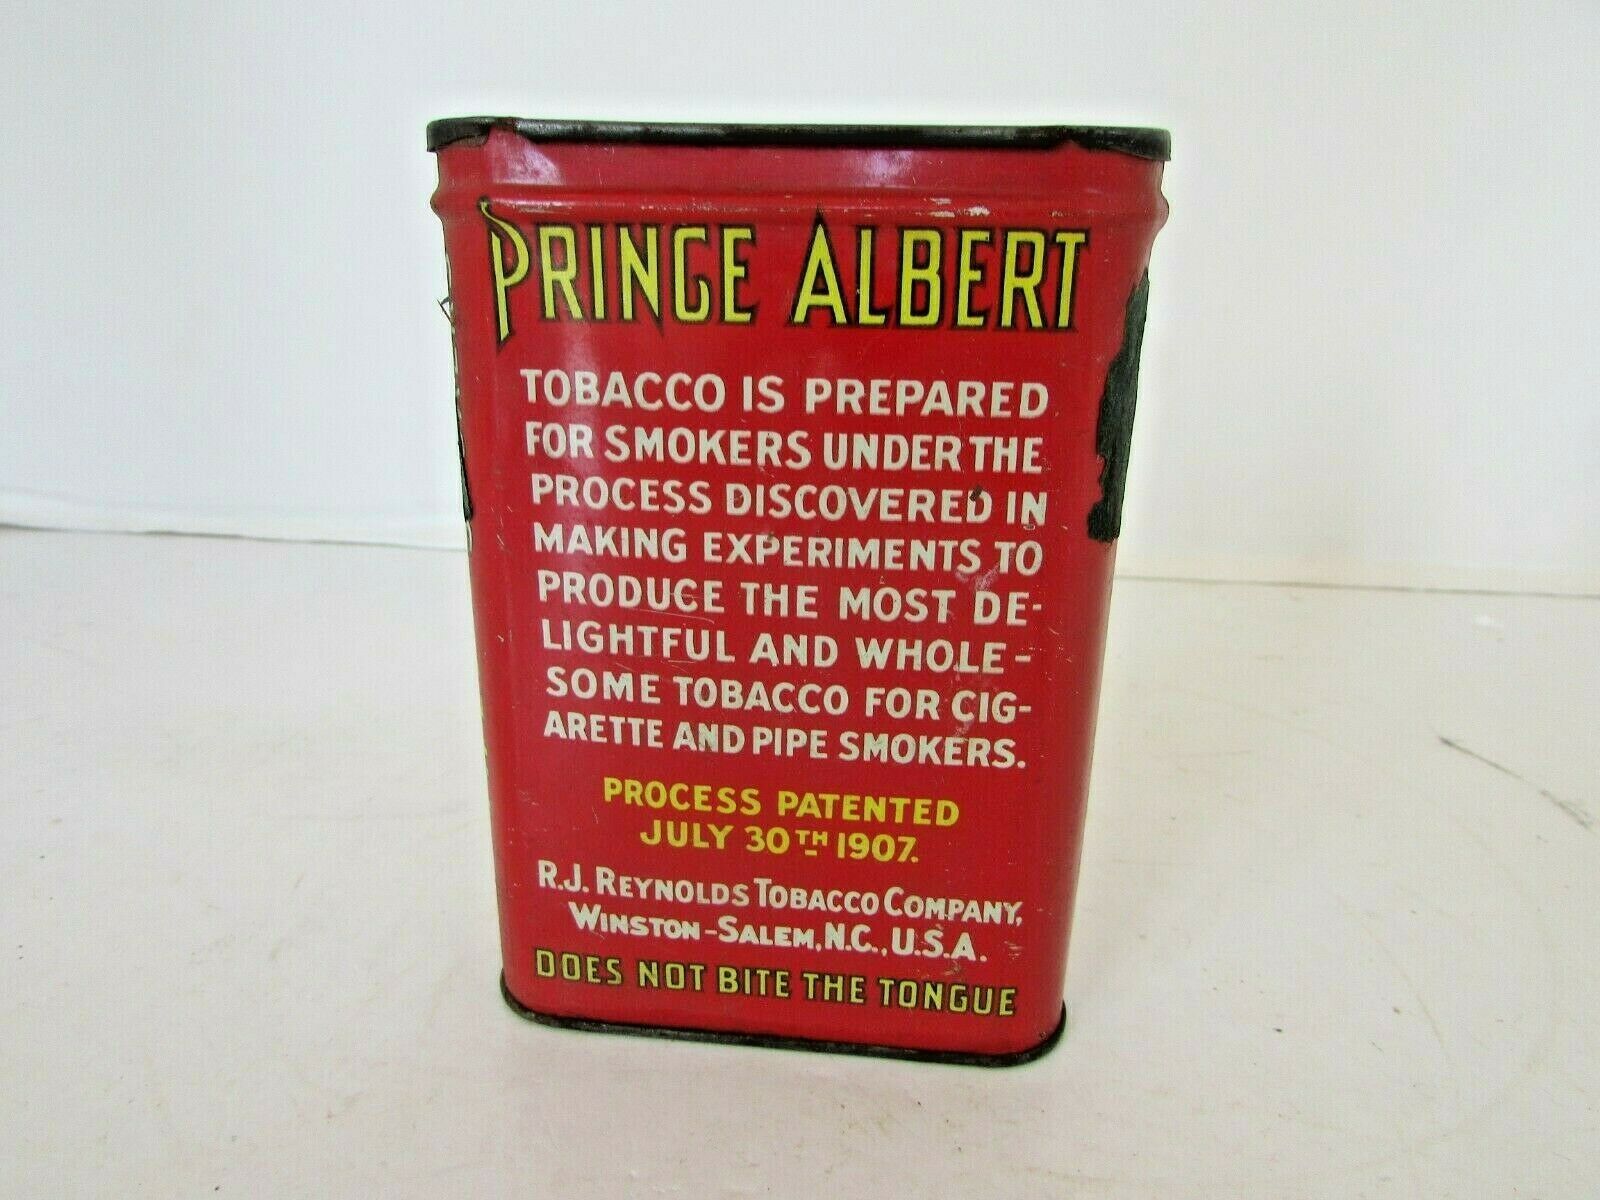 PRINCE ALBERT
TOBACCO IS PREPARED
FOR SMOKERS UNDER THE
PROCESS DISCOVERED IN
MAKING EXPERIMENTS TO
PRODUCE THE MOST DE-
LIGHTFUL AND WHOLE-
SOME TOBACCO FOR CIG-
ARETTE AND PIPE SMOKERS.
PROCESS PATENTED
JULY 30TH 1907.
R.J. REYNOLDS TOBACCO COMPANY,
WINSTON-SALEM, N.C., U.S.A.
DOES NOT BITE THE TONGUE